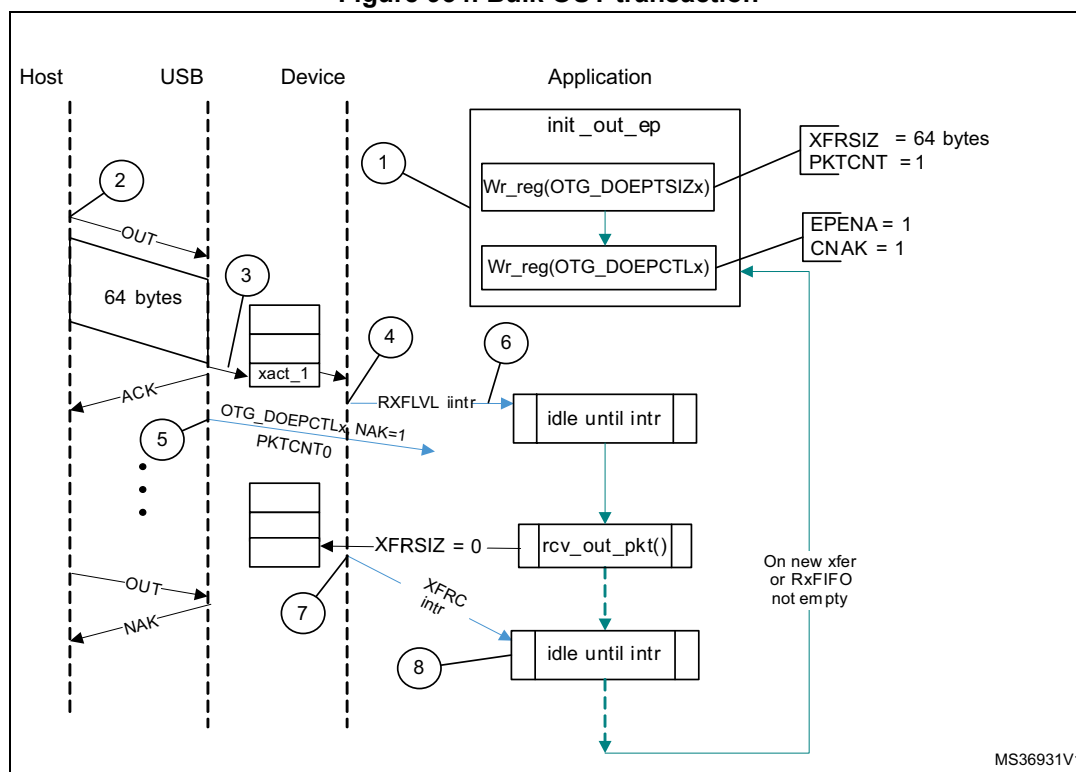 Figure Bulk OUT transaction
Host
USB
Device
Application
init _out_ep
1
Wr_reg(OTG_DOEPTSIZx)
XFRSIZ = 64 bytes
PKTCNT = 1
2
OUT
Wr_reg(OTG_DOEPCTLx)
EPENA = 1
CNAK = 1
3
64 bytes
4
6
xact_1
ACK
RXFLVL iintr
idle until intr
5
OTG_DOEPCTLx, NAK=1
PKTCNT0
XFRSIZ = 0
rcv_out_pkt()
On new xfer
or RxFIFO
not empty
OUT
NAK
7
XFRC
intr
8
idle until intr
MS36931V1